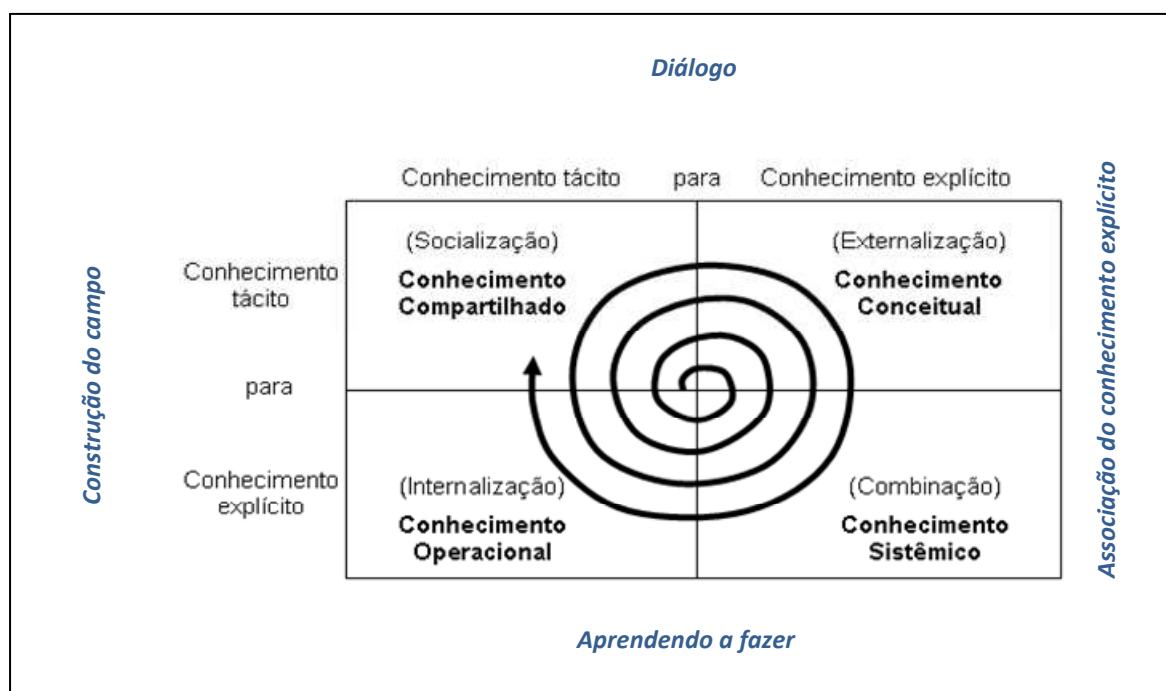 Diálogo
Conhecimento tácito para Conhecimento explícito
Construção do campo
Conhecimento
tácito
para
Conhecimento
explícito
(Socialização)
Conhecimento
Compartilhado
(Externalização)
Conhecimento
Conceitual
(Internalização)
Conhecimento
Operacional
(Combinação)
Conhecimento
Sistêmico
Associação do conhecimento explícito
Aprendendo a fazer